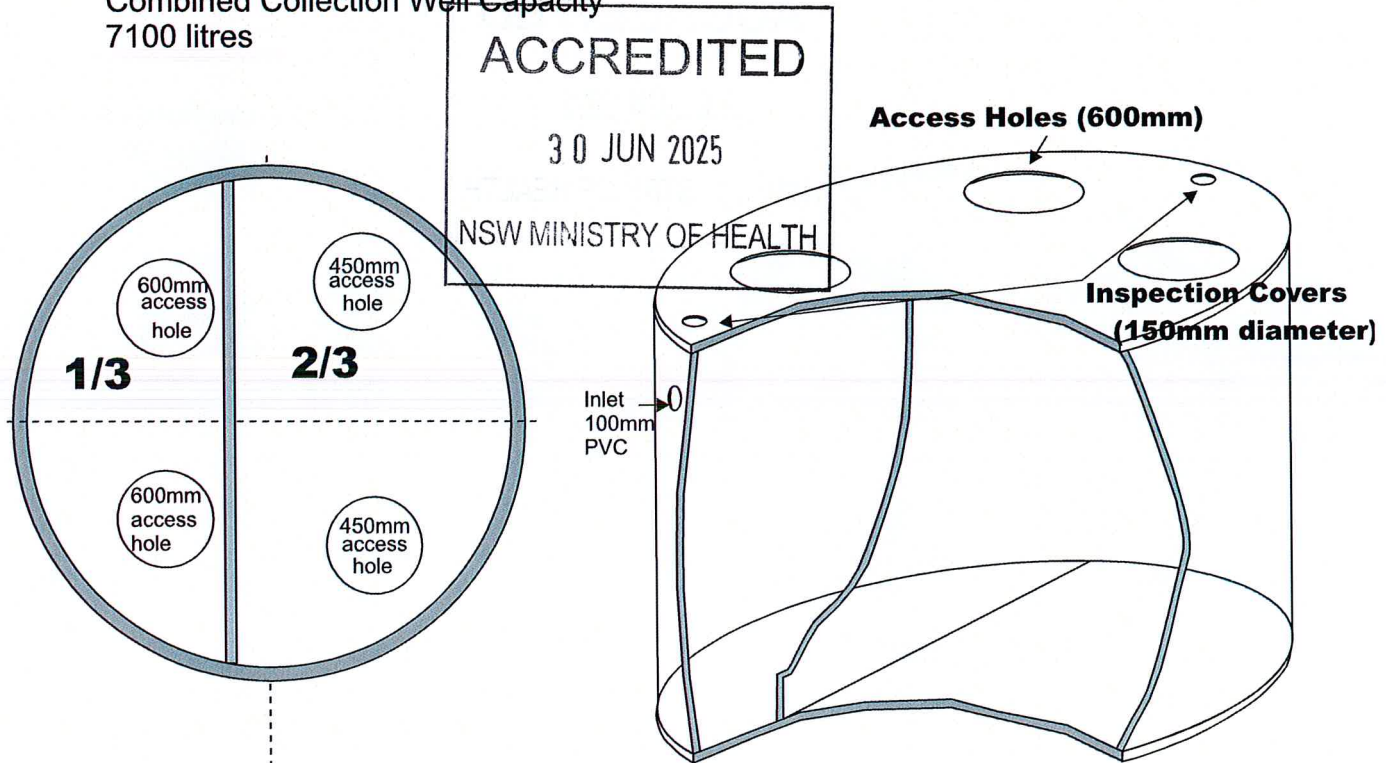 Combined Collection Well Capacity
7100 litres
ACCREDITED
30 JUN 2025
NSW MINISTRY OF HEALTH
Access Holes (600mm)
600mm
access
hole
450mm
access
hole
1/3
2/3
Inspection Covers
(150mm diameter)
Inlet
100mm
PVC
600mm
access
hole
450mm
access
hole